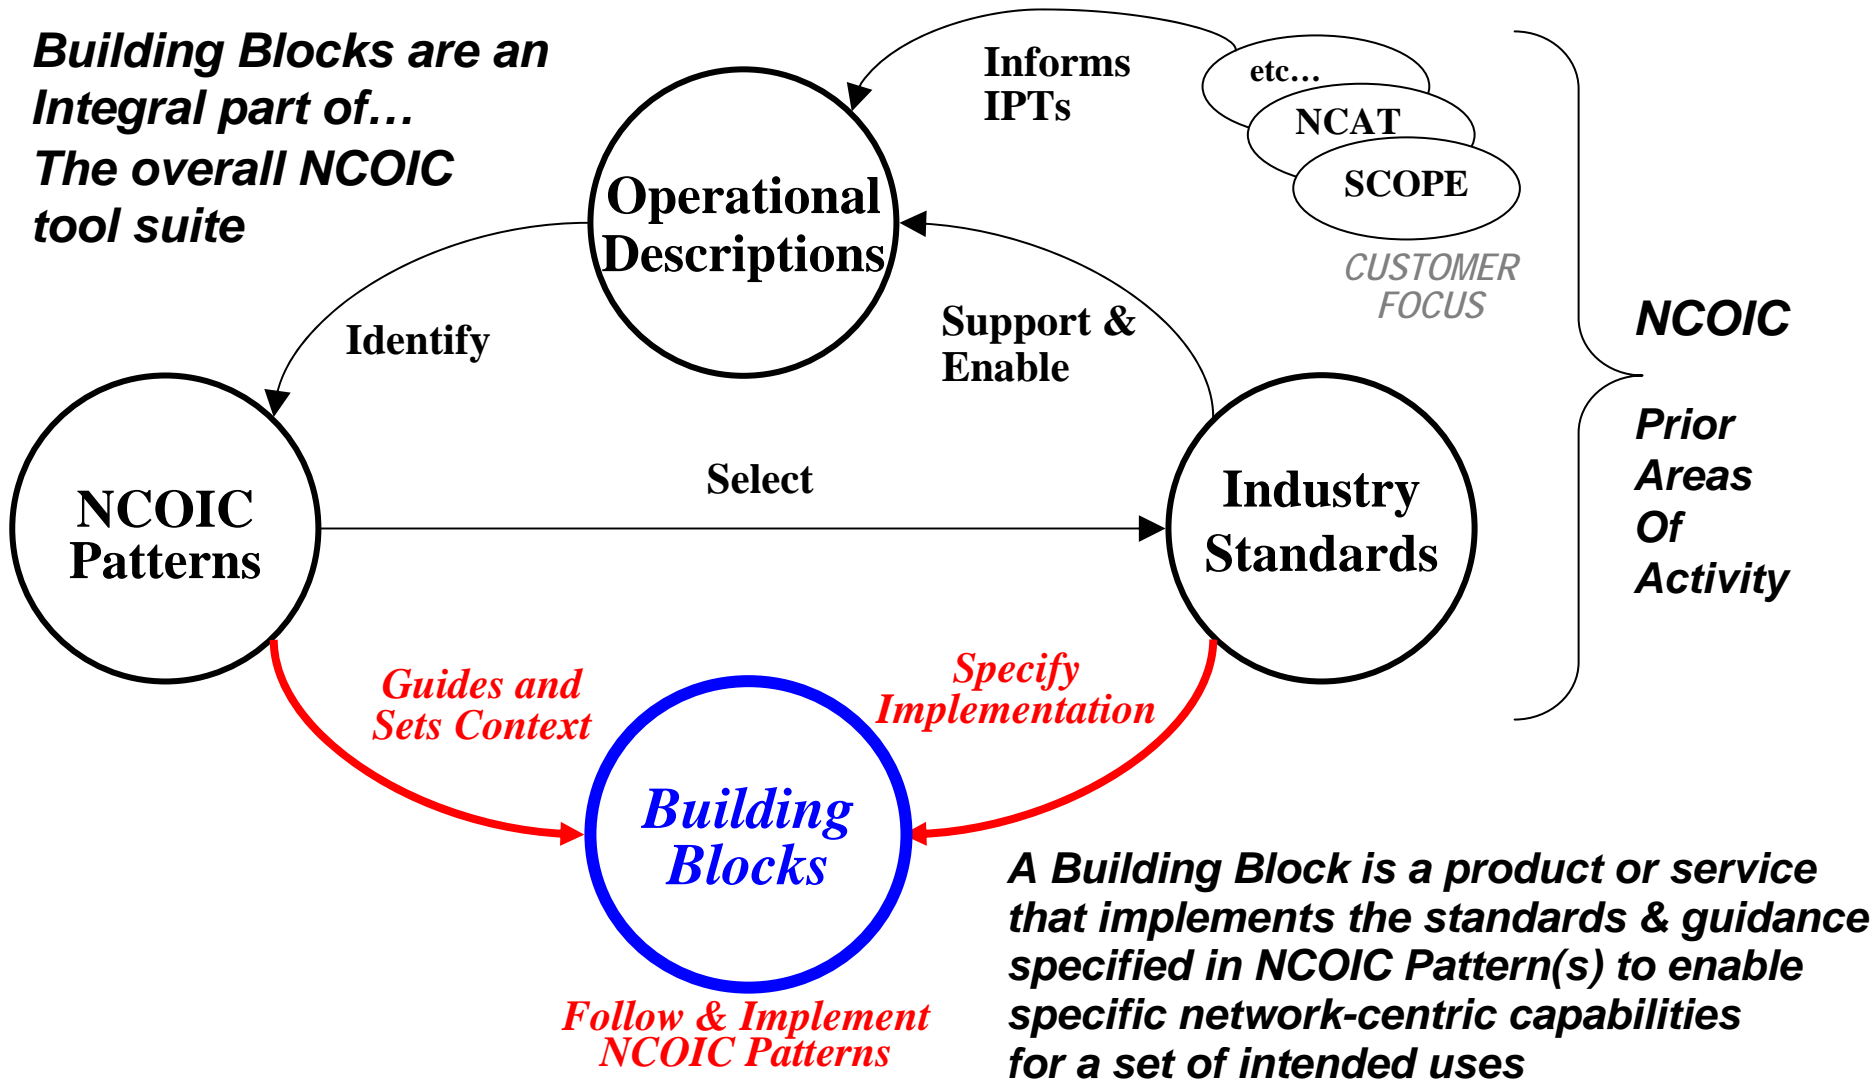 Building Blocks are an
Integral part of…
The overall NCOIC
tool suite
Informs
IPTs
etc…
NCAT
SCOPE
CUSTOMER
FOCUS
Operational
Descriptions
Identify
Support &
Enable
NCOIC
Prior
Areas
Of
Activity
NCOIC
Patterns
Select
Industry
Standards
Guides and
Sets Context
Specify
Implementation
Building
Blocks
Follow & Implement
NCOIC Patterns
A Building Block is a product or service
that implements the standards & guidance
specified in NCOIC Pattern(s) to enable
specific network-centric capabilities
for a set of intended uses